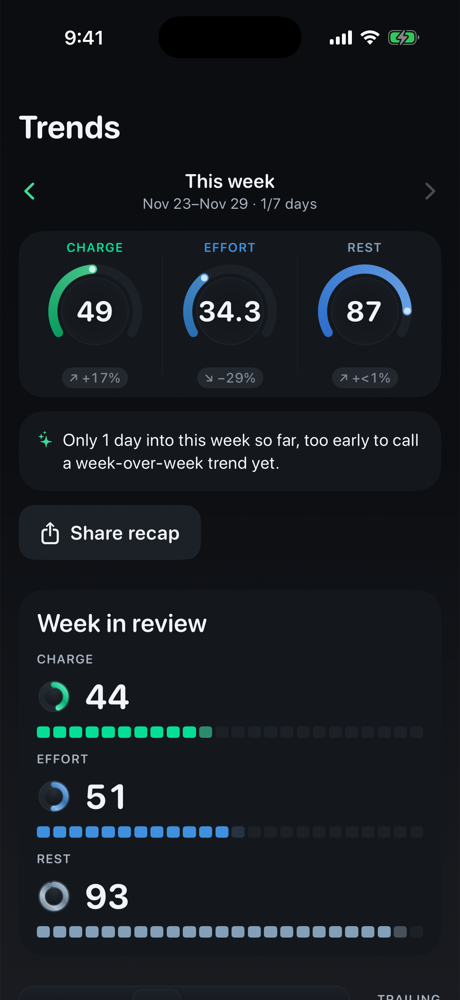 9:41
Trends
This week
Nov 23–Nov 29 · 1/7 days
CHARGE
EFFORT
REST
49
34.3
87
+17%
−29%
+<1%
Only 1 day into this week so far, too early to call
a week-over-week trend yet.
Share recap
Week in review
CHARGE
44
EFFORT
51
REST
93
TRAILING